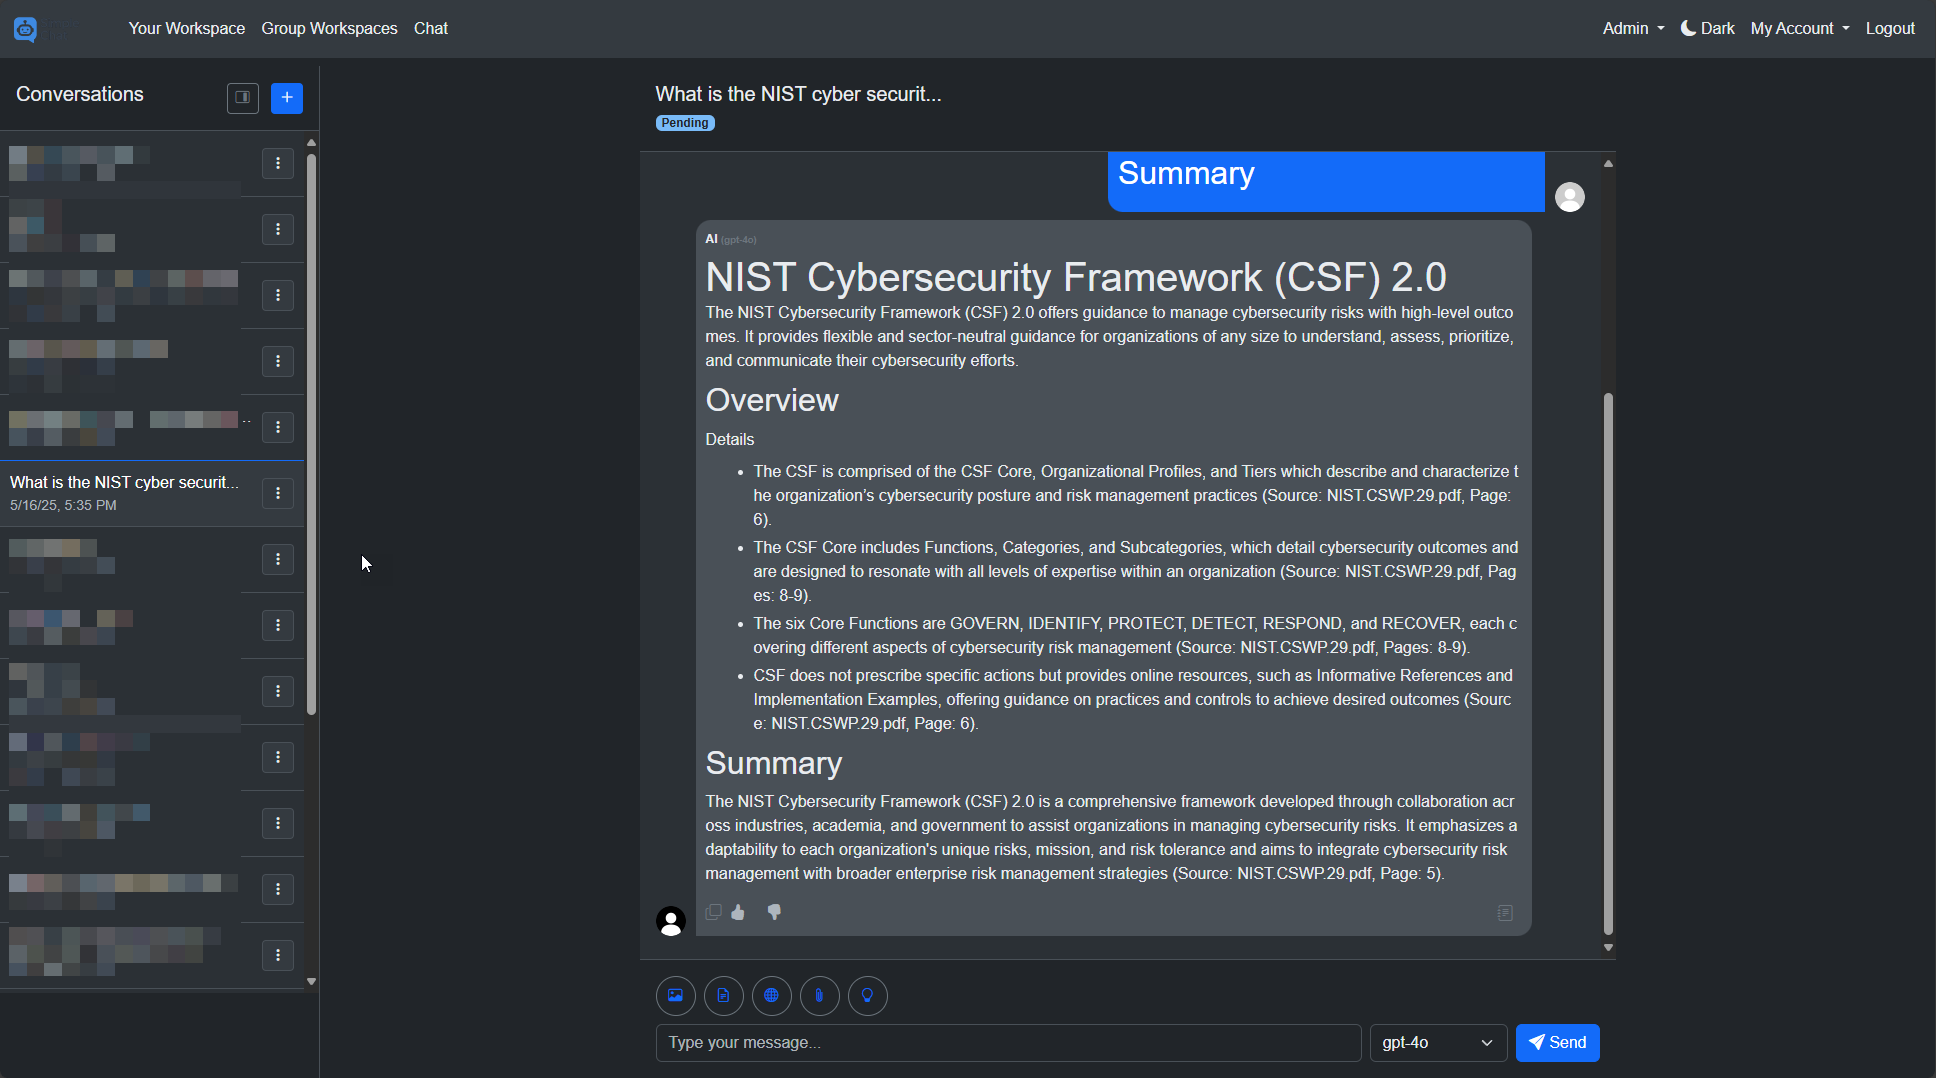 Your Workspace Group Workspaces Chat
Admin Dark My Account Logout
Conversations
What is the NIST cyber securit...
Pending
Summary
AI (gpt-4o)
NIST Cybersecurity Framework (CSF) 2.0
The NIST Cybersecurity Framework (CSF) 2.0 offers guidance to manage cybersecurity risks with high-level outco
mes. It provides flexible and sector-neutral guidance for organizations of any size to understand, assess, prioritize,
and communicate their cybersecurity efforts.
Overview
Details
• The CSF is comprised of the CSF Core, Organizational Profiles, and Tiers which describe and characterize t
he organization’s cybersecurity posture and risk management practices (Source: NIST.CSWP.29.pdf, Page:
6).
• The CSF Core includes Functions, Categories, and Subcategories, which detail cybersecurity outcomes and
are designed to resonate with all levels of expertise within an organization (Source: NIST.CSWP.29.pdf, Pag
es: 8-9).
• The six Core Functions are GOVERN, IDENTIFY, PROTECT, DETECT, RESPOND, and RECOVER, each c
overing different aspects of cybersecurity risk management (Source: NIST.CSWP.29.pdf, Pages: 8-9).
• CSF does not prescribe specific actions but provides online resources, such as Informative References and
Implementation Examples, offering guidance on practices and controls to achieve desired outcomes (Sourc
e: NIST.CSWP.29.pdf, Page: 6).
Summary
The NIST Cybersecurity Framework (CSF) 2.0 is a comprehensive framework developed through collaboration acr
oss industries, academia, and government to assist organizations in managing cybersecurity risks. It emphasizes a
daptability to each organization's unique risks, mission, and risk tolerance and aims to integrate cybersecurity risk
management with broader enterprise risk management strategies (Source: NIST.CSWP.29.pdf, Page: 5).
What is the NIST cyber securit...
5/16/25, 5:35 PM
Type your message...
gpt-4o
Send